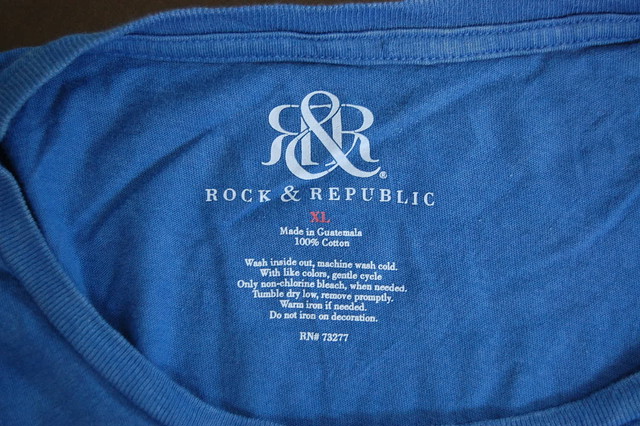 R&R®
ROCK & REPUBLIC
XL
Made in Guatemala
100% Cotton
Wash inside out, machine wash cold.
With like colors, gentle cycle
Only non-chlorine bleach, when needed.
Tumble dry low, remove promptly.
Warm iron if needed.
Do not iron on decoration.
RN# 73277